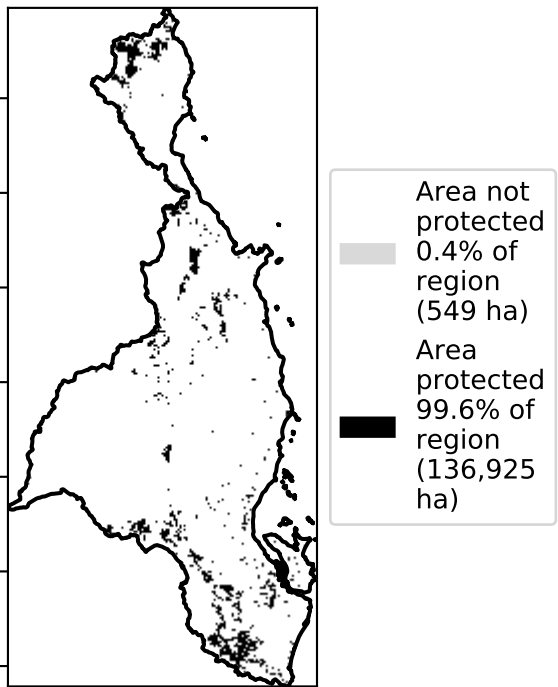 Area not
protected
0.4% of
region
(549 ha)
Area
protected
99.6% of
region
(136,925
ha)